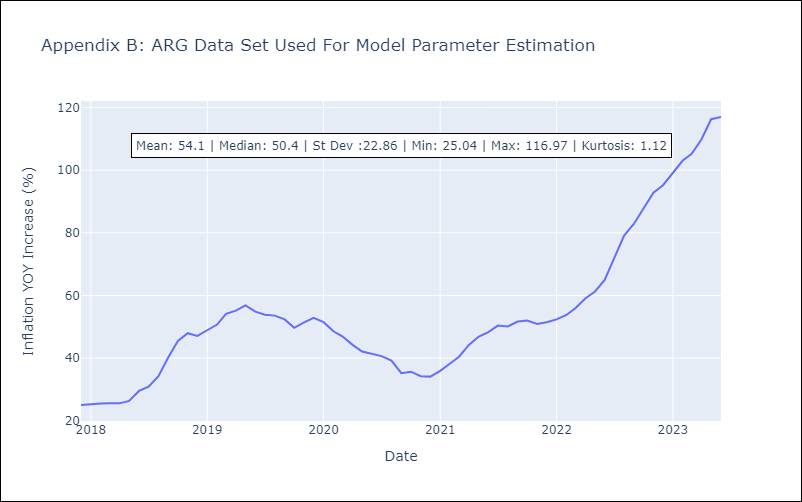 Appendix B: ARG Data Set Used For Model Parameter Estimation
120
Mean: 54.1 | Median: 50.4 | St Dev :22.86 | Min: 25.04 | Max: 116.97 | Kurtosis: 1.12
100
80
60
40
20
Inflation YOY Increase (%)
2018 2019 2020 2021 2022 2023
Date